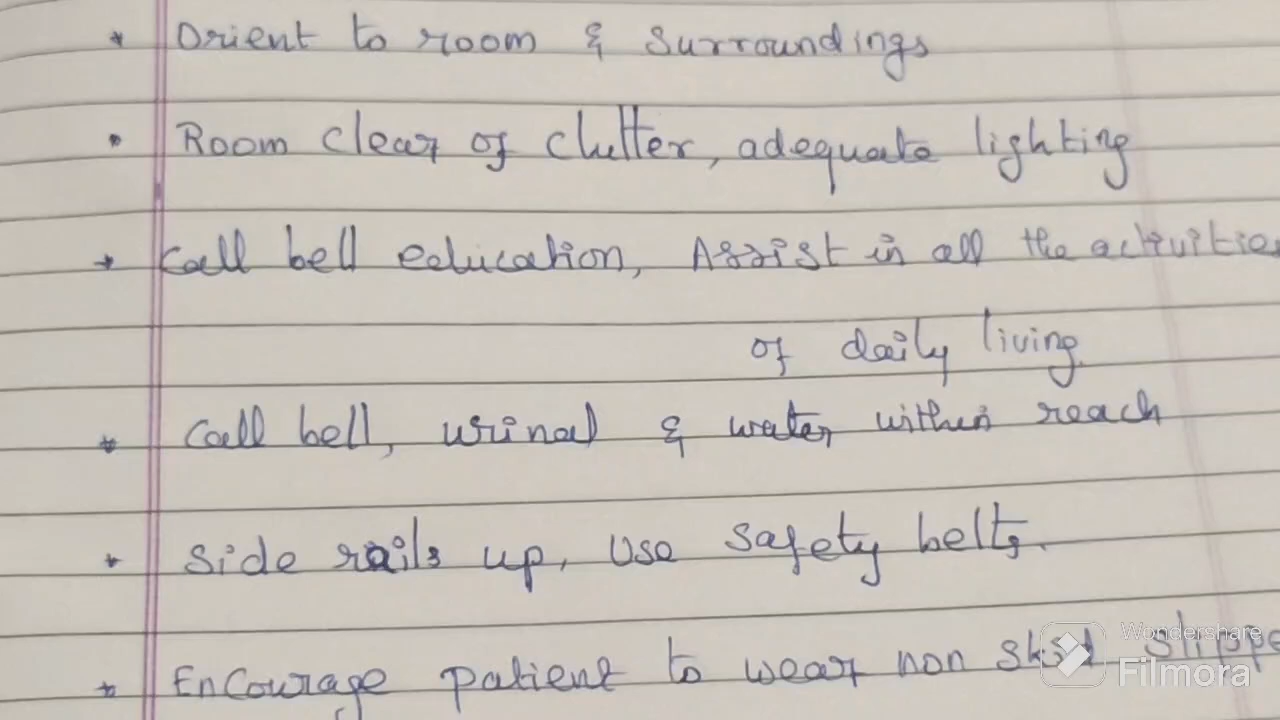 * Orient to room & surroundings
• Room clear of clutter, adequate lighting
* Call bell education, Assist in all the activitie
of daily living.
* Call bell, urinal & water within reach
* Side rails up, Use safety belts.
* Encourage patient to wear non skid slippe
Wondershare
Filmora